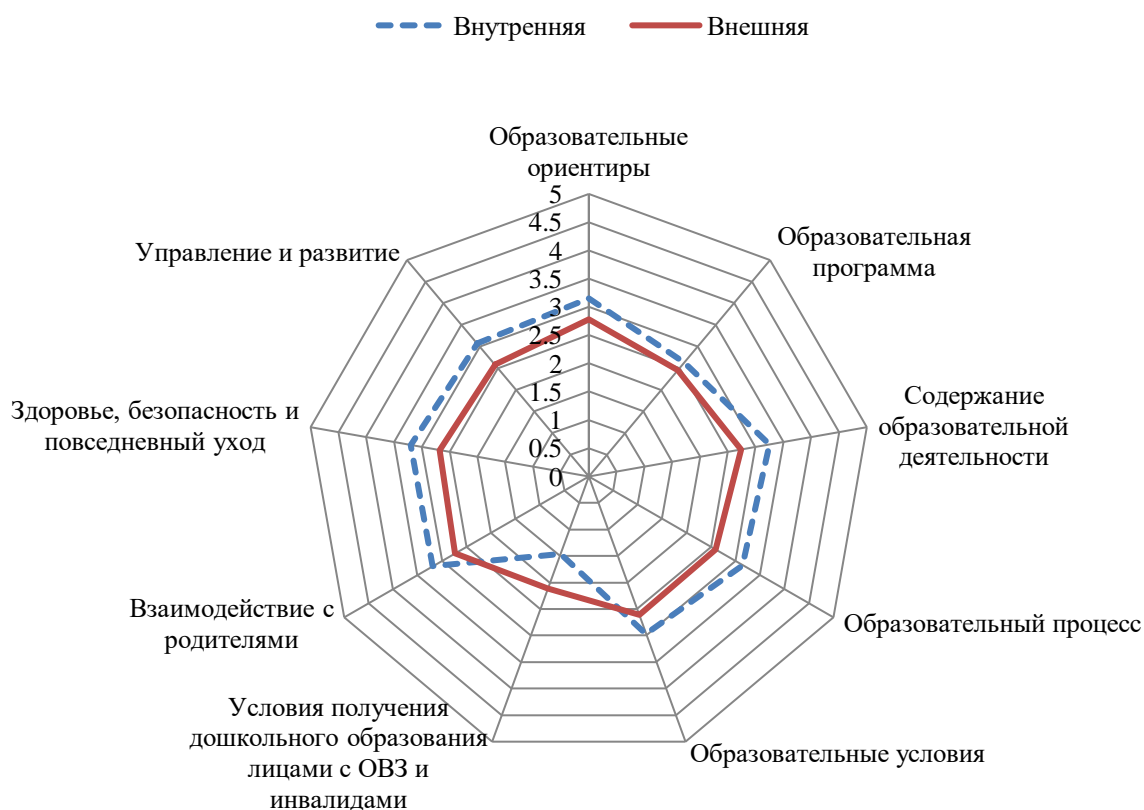 Внутренняя
Внешняя
Образовательные
ориентиры
Образовательная
программа
Содержание
образовательной
деятельности
Образовательный процесс
Образовательные условия
Условия получения
дошкольного образования
лицами с ОВЗ и
инвалидами
Взаимодействие с
родителями
Здоровье, безопасность и
повседневный уход
Управление и развитие
5
4.5
4
3.5
3
2.5
2
1.5
1
0.5
0